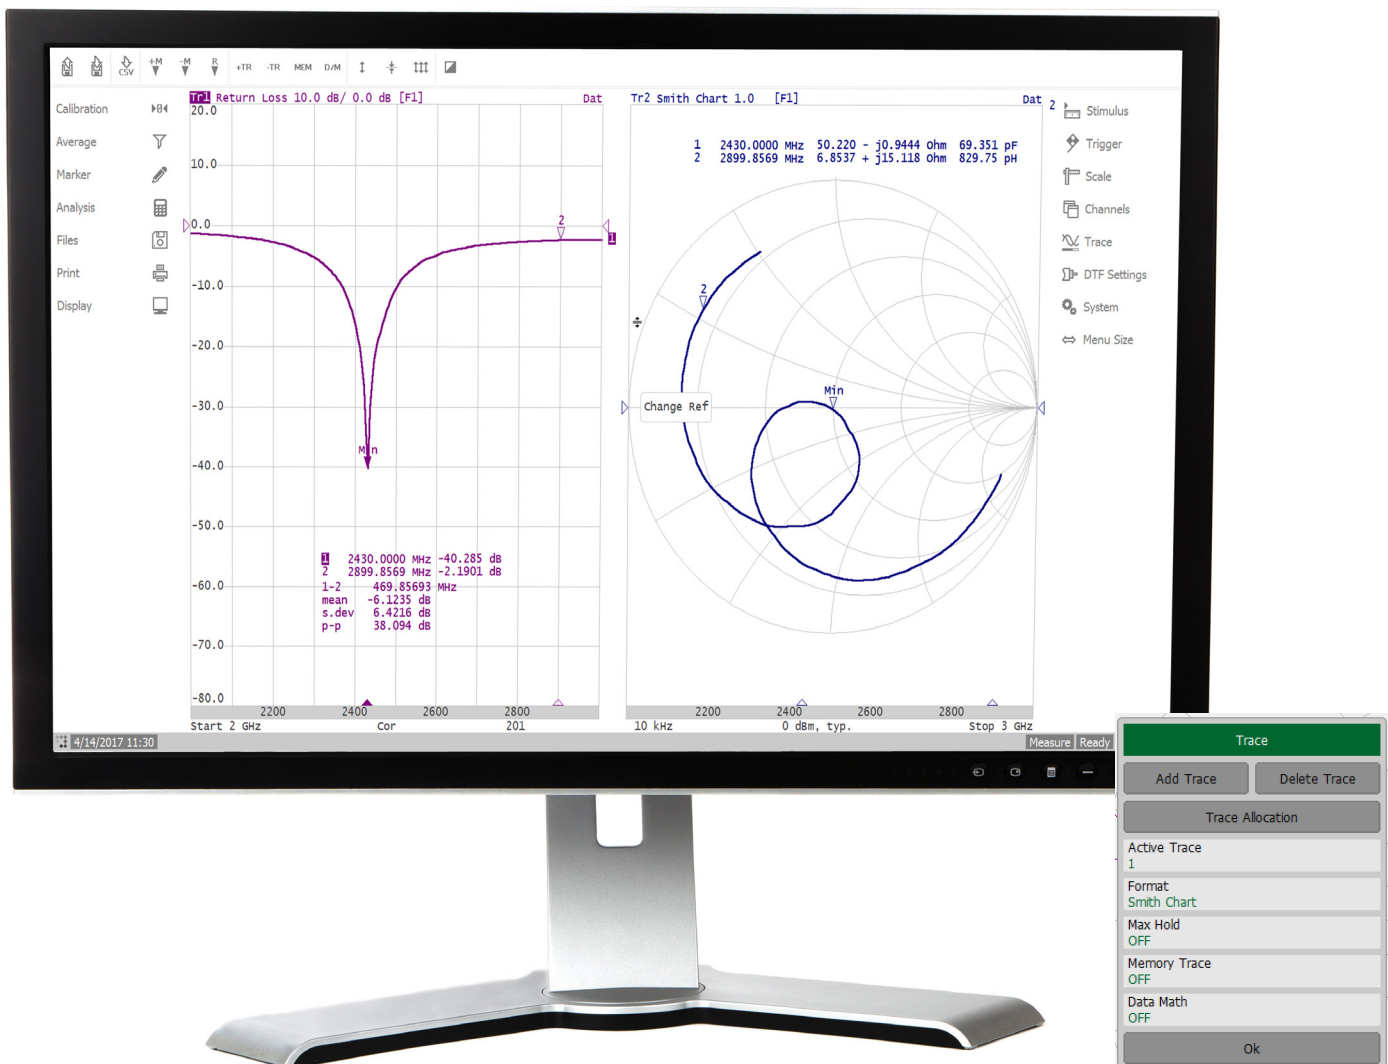 CSV +M -M R +TR -TR MEM D/M
Calibration
Average
Marker
Analysis
Files
Print
Display
Tr1 Return Loss 10.0 dB/ 0.0 dB [F1] Dat
20.0
10.0
0.0
-10.0
-20.0
-30.0
-40.0
-50.0
-60.0
-70.0
-80.0
2
1
Min
1 2430.0000 MHz -40.285 dB
2 2899.8569 MHz -2.1901 dB
1-2 469.85693 MHz
mean -6.1235 dB
s.dev 6.4216 dB
p-p 38.094 dB
2200 2400 2600 2800
Start 2 GHz Cor 201
Tr2 Smith Chart 1.0 [F1] Dat 2
1 2430.0000 MHz 50.220 - j0.9444 Ohm 69.351 pF
2 2899.8569 MHz 6.8537 + j15.118 Ohm 829.75 pH
2
Min
Change Ref
2200 2400 2600 2800
10 kHz 0 dBm, typ. Stop 3 GHz
Stimulus
Trigger
Scale
Channels
Trace
DTF Settings
System
Menu Size
4/14/2017 11:30 Measure Ready
Trace
Add Trace Delete Trace
Trace Allocation
Active Trace
1
Format
Smith Chart
Max Hold
OFF
Memory Trace
OFF
Data Math
OFF
Ok